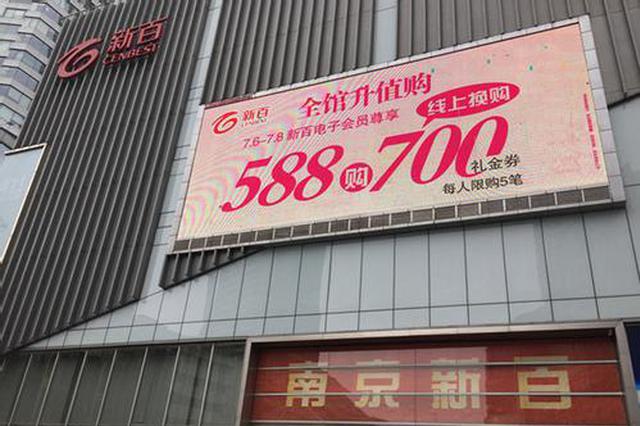 新百
CENBEST
新百
CENBEST
全馆升值购
7.6-7.8 新百电子会员尊享
线上换购
588购700礼金券
每人限购5笔
南京新百